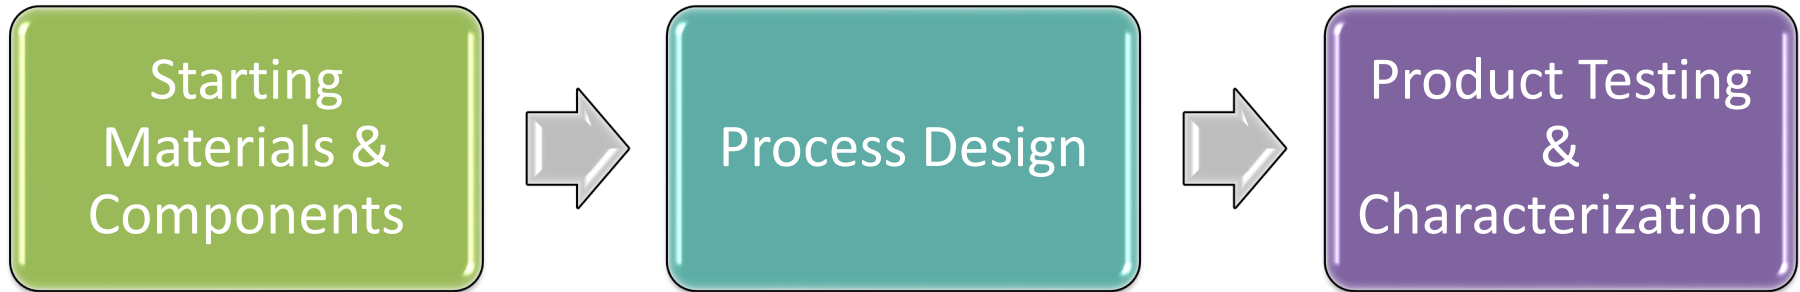 Starting
Materials &
Components
Process Design
Product Testing
&
Characterization